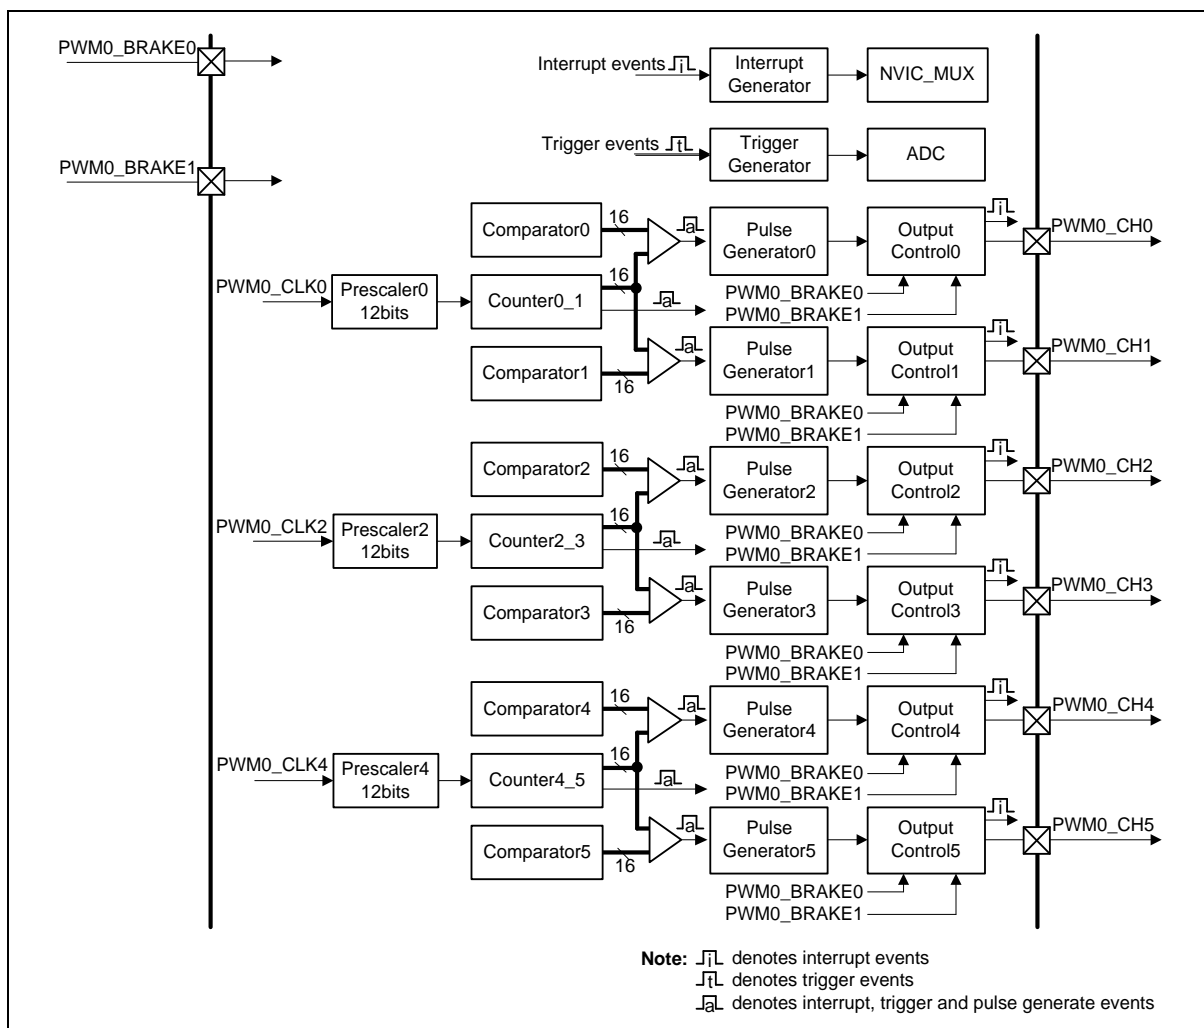 PWM0_BRAKE0
PWM0_BRAKE1
Interrupt events i
Interrupt
Generator
NVIC_MUX
Trigger events t
Trigger
Generator
ADC
Comparator0
16
a
Pulse
Generator0
Output
Control0
i
PWM0_CH0
PWM0_CLK0
Prescaler0
12bits
Counter0_1
16
a
PWM0_BRAKE0
PWM0_BRAKE1
Comparator1
16
a
Pulse
Generator1
Output
Control1
i
PWM0_CH1
PWM0_BRAKE0
PWM0_BRAKE1
Comparator2
16
a
Pulse
Generator2
Output
Control2
i
PWM0_CH2
PWM0_CLK2
Prescaler2
12bits
Counter2_3
16
a
PWM0_BRAKE0
PWM0_BRAKE1
Comparator3
16
a
Pulse
Generator3
Output
Control3
i
PWM0_CH3
PWM0_BRAKE0
PWM0_BRAKE1
Comparator4
16
a
Pulse
Generator4
Output
Control4
i
PWM0_CH4
PWM0_CLK4
Prescaler4
12bits
Counter4_5
16
a
PWM0_BRAKE0
PWM0_BRAKE1
Comparator5
16
a
Pulse
Generator5
Output
Control5
i
PWM0_CH5
PWM0_BRAKE0
PWM0_BRAKE1
Note: i denotes interrupt events
t denotes trigger events
a denotes interrupt, trigger and pulse generate events